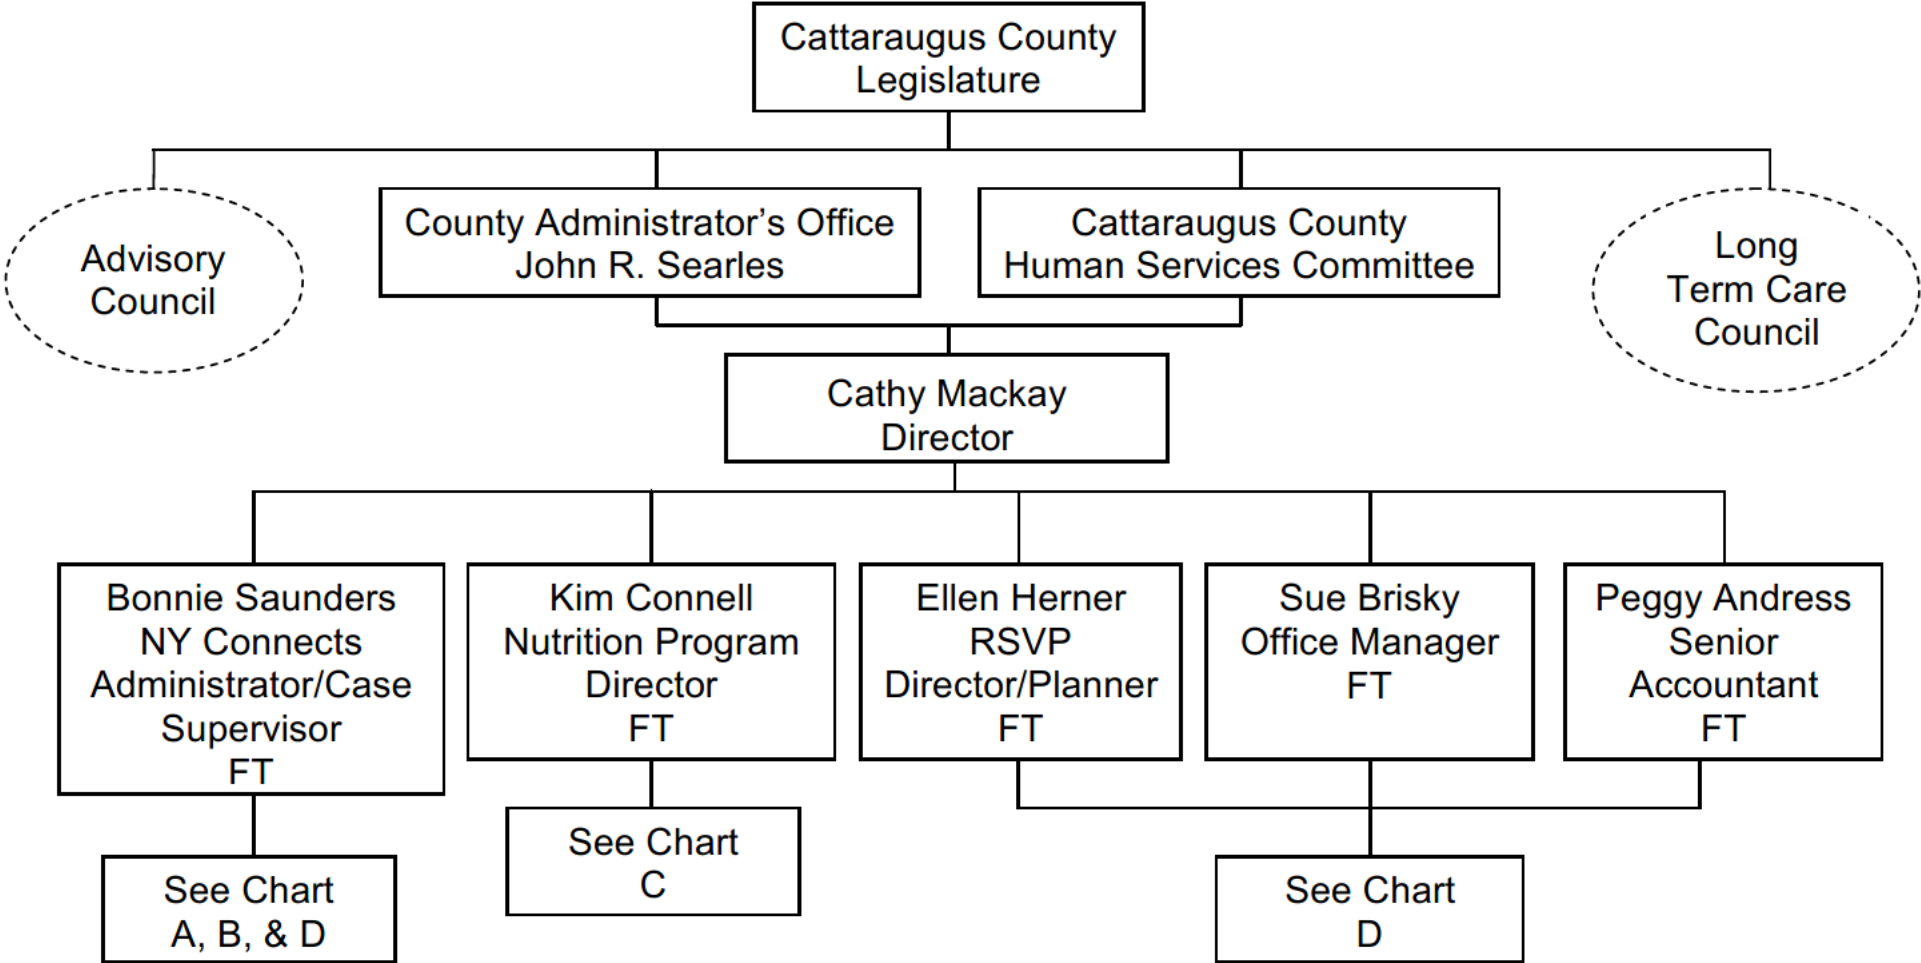 Cattaraugus County
Legislature
Advisory
Council
County Administrator’s Office
John R. Searles
Cattaraugus County
Human Services Committee
Long
Term Care
Council
Cathy Mackay
Director
Bonnie Saunders
NY Connects
Administrator/Case
Supervisor
FT
Kim Connell
Nutrition Program
Director
FT
Ellen Herner
RSVP
Director/Planner
FT
Sue Brisky
Office Manager
FT
Peggy Andress
Senior
Accountant
FT
See Chart
A, B, & D
See Chart
C
See Chart
D